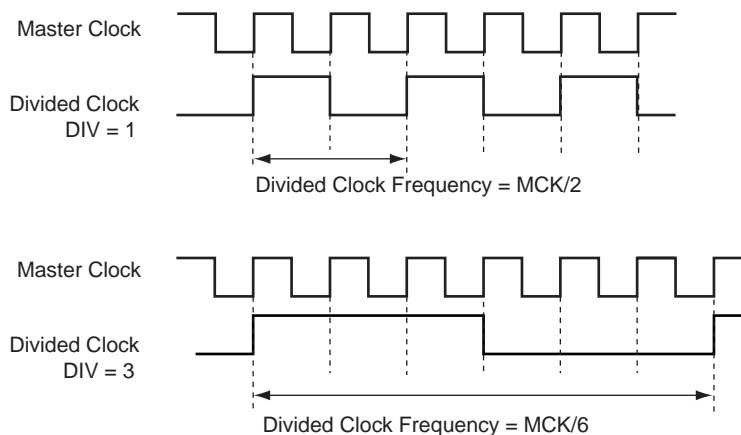 Master Clock
Divided Clock
DIV = 1
Divided Clock Frequency = MCK/2
Master Clock
Divided Clock
DIV = 3
Divided Clock Frequency = MCK/6